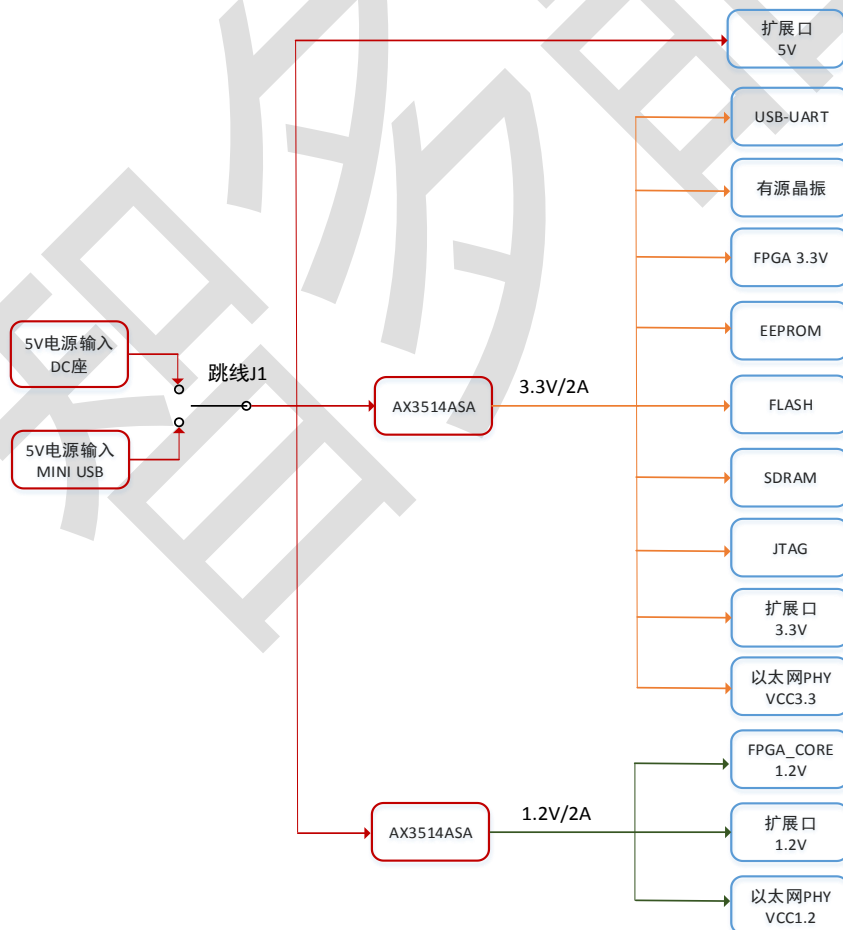 扩展口
5V
USB-UART
有源晶振
FPGA 3.3V
5V电源输入
DC座
跳线J1
EEPROM
AX3514ASA
3.3V/2A
FLASH
5V电源输入
MINI USB
SDRAM
JTAG
扩展口
3.3V
以太网PHY
VCC3.3
FPGA_CORE
1.2V
AX3514ASA
1.2V/2A
扩展口
1.2V
以太网PHY
VCC1.2
智多晶